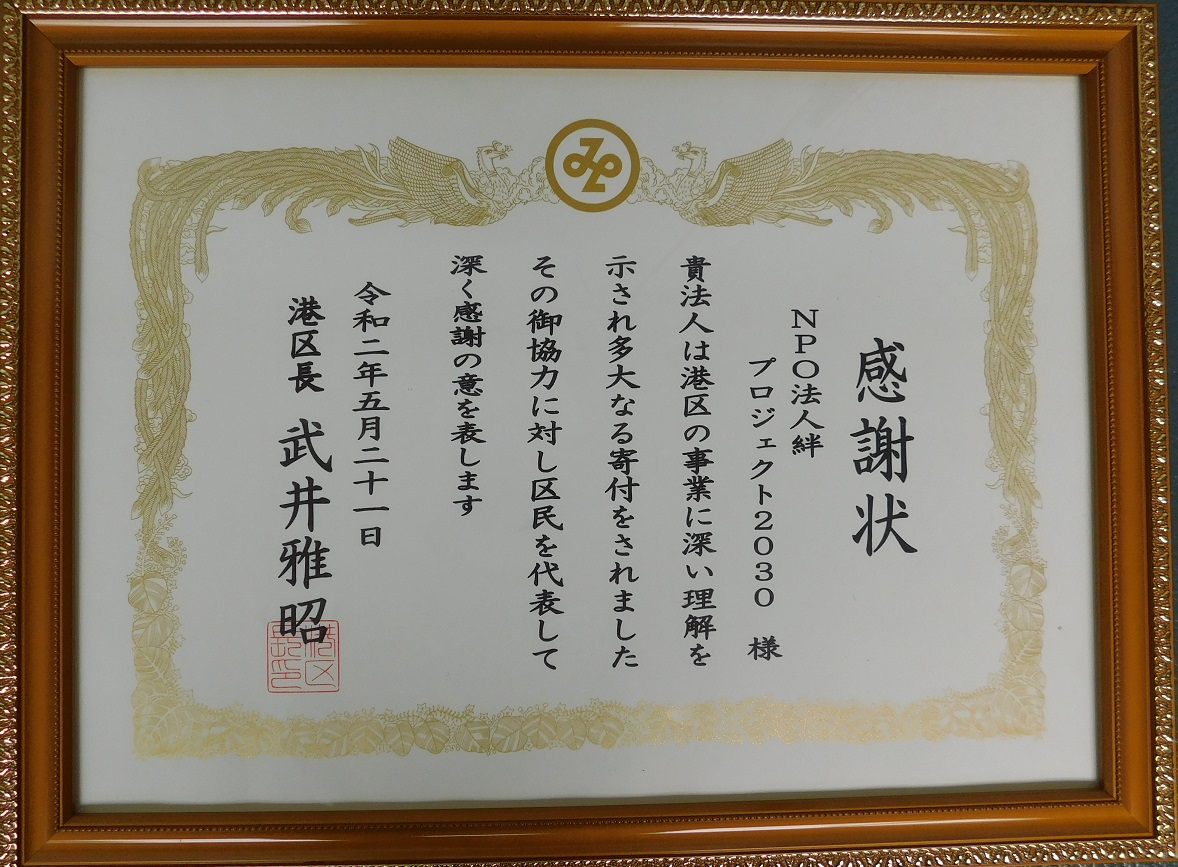 感謝状
NPO法人絆
プロジェクト2030 様
貴法人は港区の事業に深い理解を
示され多大なる寄付をされました
その御協力に対し区民を代表して
深く感謝の意を表します
令和二年五月二十一日
港区長 武井雅昭
港区長印